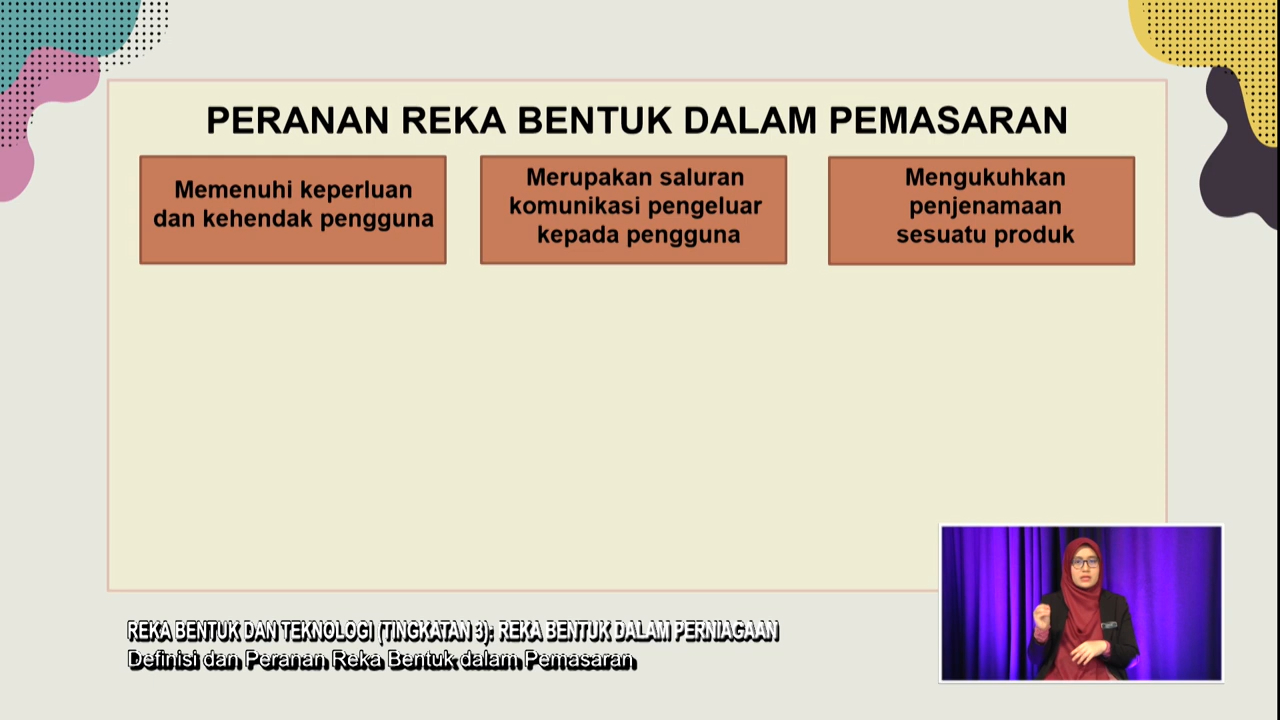 PERANAN REKA BENTUK DALAM PEMASARAN
Memenuhi keperluan
dan kehendak pengguna
Merupakan saluran
komunikasi pengeluar
kepada pengguna
Mengukuhkan
penjenamaan
sesuatu produk
REKA BENTUK DAN TEKNOLOGI (TINGKATAN 3): REKA BENTUK DALAM PERNIAGAAN
Definisi dan Peranan Reka Bentuk dalam Pemasaran